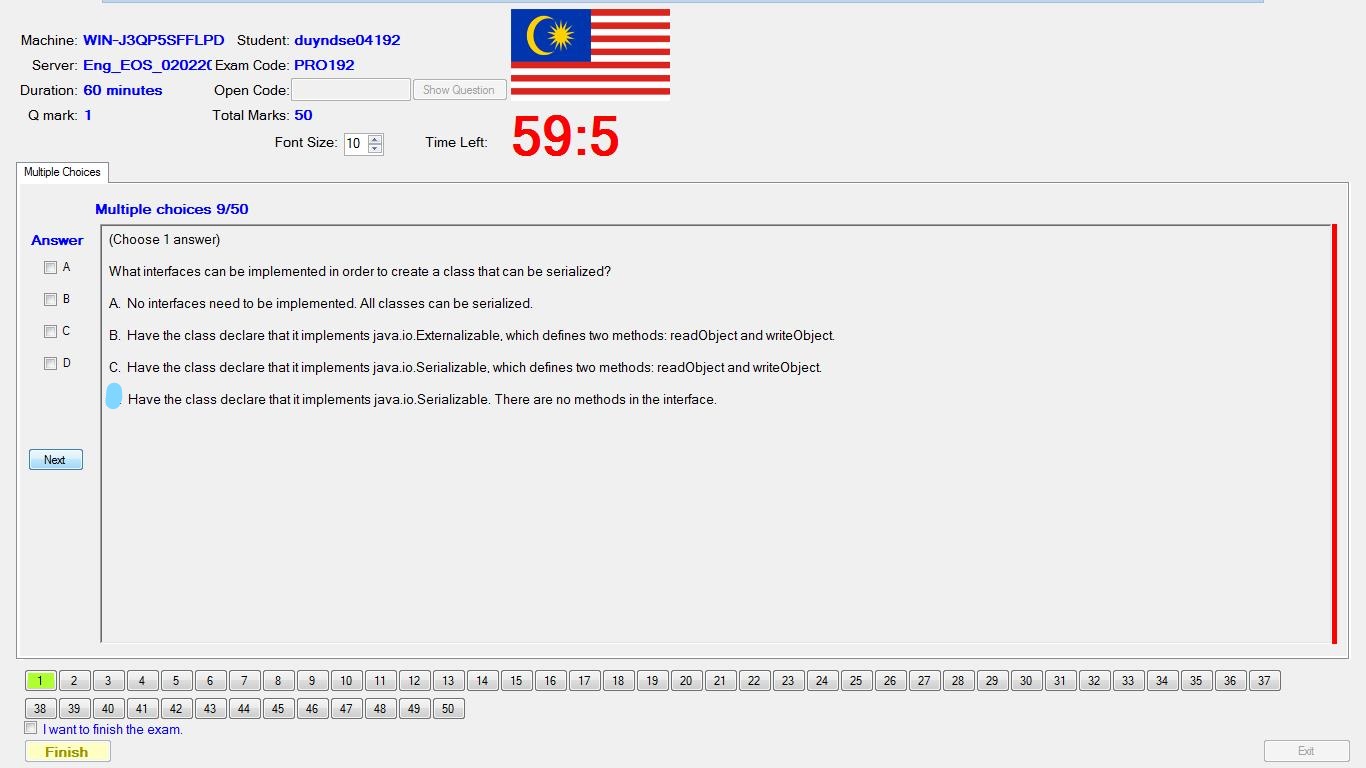 Machine: WIN-J3QP5SFFLPD Student: duyndse04192
Server: Eng_EOS_020220 Exam Code: PRO192
Duration: 60 minutes Open Code: Show Question
Q mark: 1 Total Marks: 50
Font Size: 10 Time Left: 59:5
Multiple Choices
Multiple choices 9/50
Answer
(Choose 1 answer)
A
What interfaces can be implemented in order to create a class that can be serialized?
B
A. No interfaces need to be implemented. All classes can be serialized.
C
B. Have the class declare that it implements java.io.Externalizable, which defines two methods: readObject and writeObject.
D
C. Have the class declare that it implements java.io.Serializable, which defines two methods: readObject and writeObject.
. Have the class declare that it implements java.io.Serializable. There are no methods in the interface.
Next
1 2 3 4 5 6 7 8 9 10 11 12 13 14 15 16 17 18 19 20 21 22 23 24 25 26 27 28 29 30 31 32 33 34 35 36 37
38 39 40 41 42 43 44 45 46 47 48 49 50
I want to finish the exam.
Finish Exit